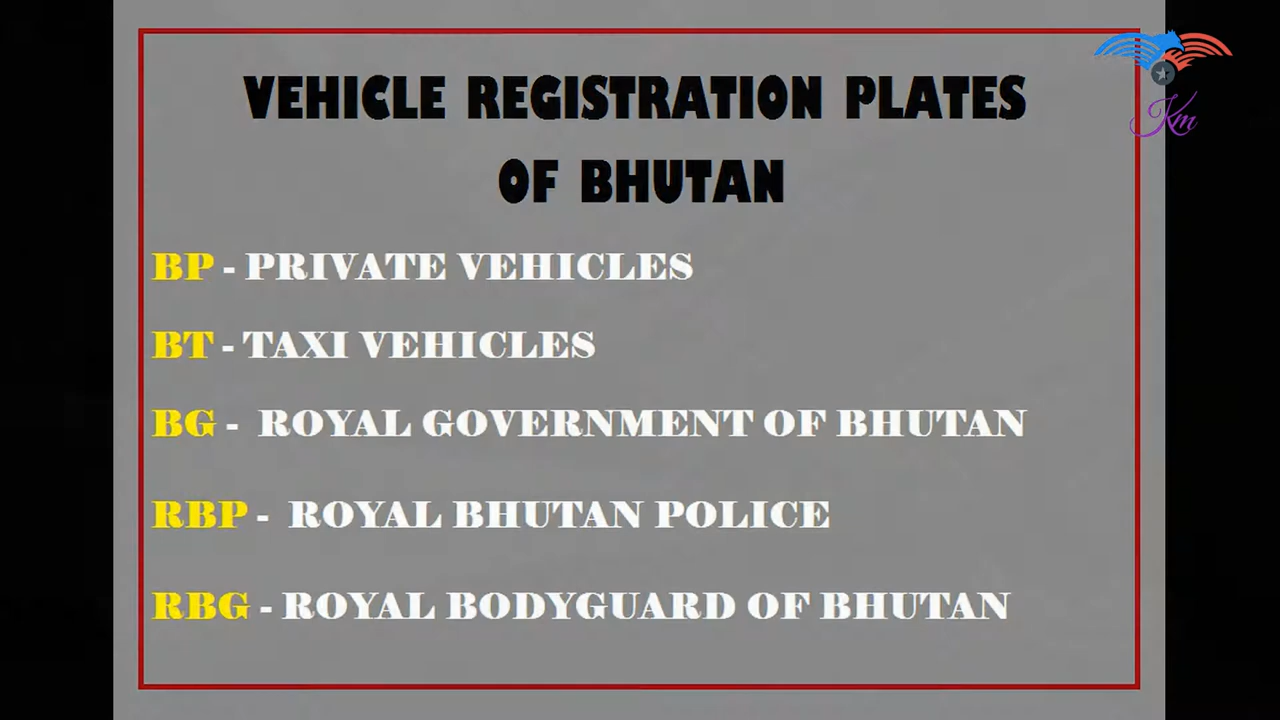 VEHICLE REGISTRATION PLATES
OF BHUTAN
BP - PRIVATE VEHICLES
BT - TAXI VEHICLES
BG - ROYAL GOVERNMENT OF BHUTAN
RBP - ROYAL BHUTAN POLICE
RBG - ROYAL BODYGUARD OF BHUTAN
Km